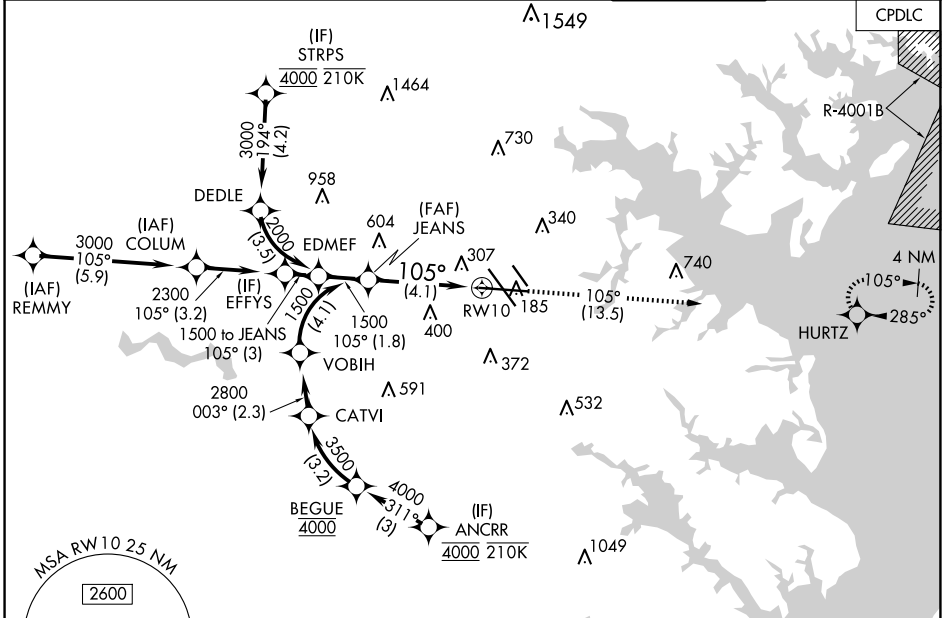 CPDLC
1549
(IF)
STRPS
4000 210K
1464
R-4001B
3000
194°
(4.2)
730
DEDLE
958
2000
(3.5)
604
(FAF)
JEANS
340
EDMEF
(IAF)
COLUM
3000
105°
(5.9)
(IAF)
REMMY
2300
105° (3.2)
(IF)
EFFYS
1500 to JEANS
105° (3)
1500
(4.1)
1500
105° (1.8)
105°
(4.1)
307
400
RW10
185
105°
(13.5)
740
4 NM
105°
285°
HURTZ
VOBIH
372
2800
003° (2.3)
591
532
CATVI
3500
(3.2)
BEGUE
4000
4000
311°
(3)
(IF)
ANCRR
4000 210K
1049
MSA RW10 25 NM
2600